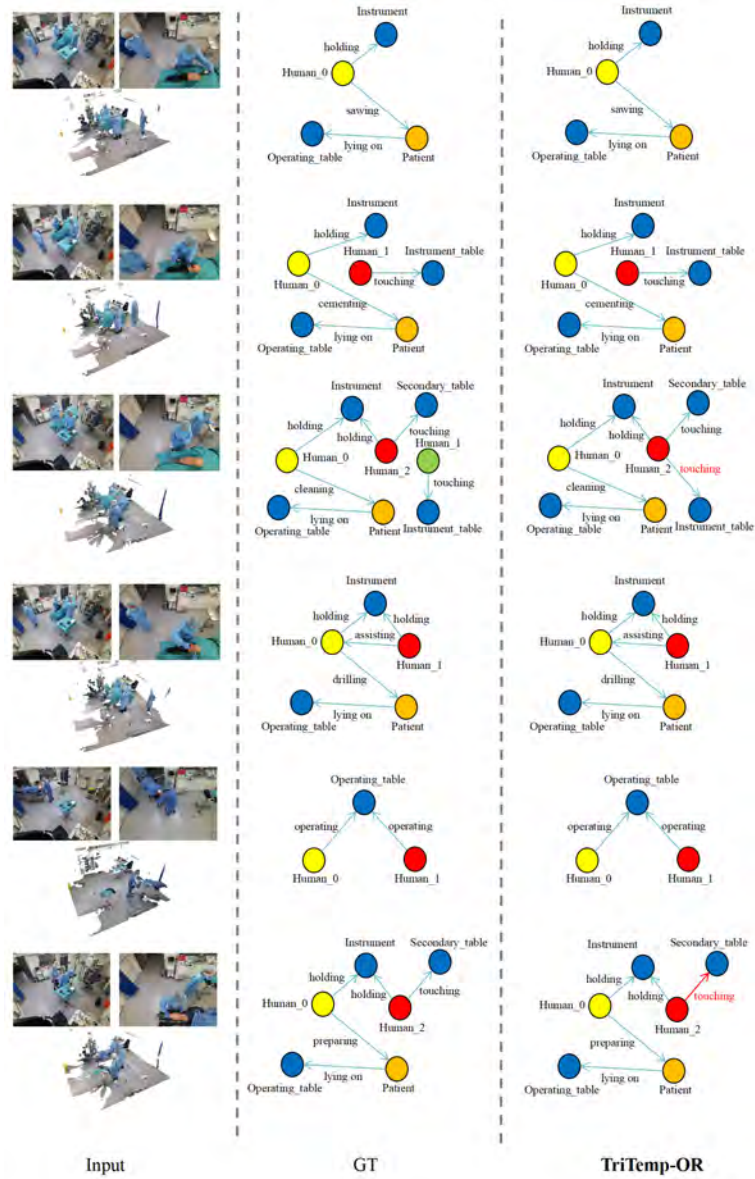 Instrument
Instrument
holding
holding
Human_0
Human_0
sawing
sawing
lying on
lying on
Operating_table
Patient
Operating_table
Patient
Instrument
Instrument
holding
Human_1
Instrument_table
holding
Human_1
Instrument_table
touching
touching
Human_0
Human_0
cementing
cementing
Operating_table
lying on
Patient
Operating_table
lying on
Patient
Instrument
Secondary_table
Instrument
Secondary_table
holding
touching
holding
touching
holding
Human_1
holding
Human_0
Human_2
Human_0
Human_2
touching
cleaning
touching
cleaning
Operating_table
lying on
Patient
Instrument_table
Operating_table
lying on
Patient
Instrument_table
Instrument
Instrument
holding
holding
holding
holding
Human_0
assisting
Human_0
assisting
Human_1
Human_1
drilling
drilling
Operating_table
lying on
Patient
Operating_table
lying on
Patient
Operating_table
Operating_table
operating
operating
operating
operating
Human_0
Human_1
Human_0
Human_1
Instrument
Secondary_table
Instrument
Secondary_table
holding
touching
holding
touching
Human_0
holding
Human_0
holding
Human_2
Human_2
preparing
preparing
Operating_table
lying on
Patient
Operating_table
lying on
Patient
Input
GT
TriTemp-OR